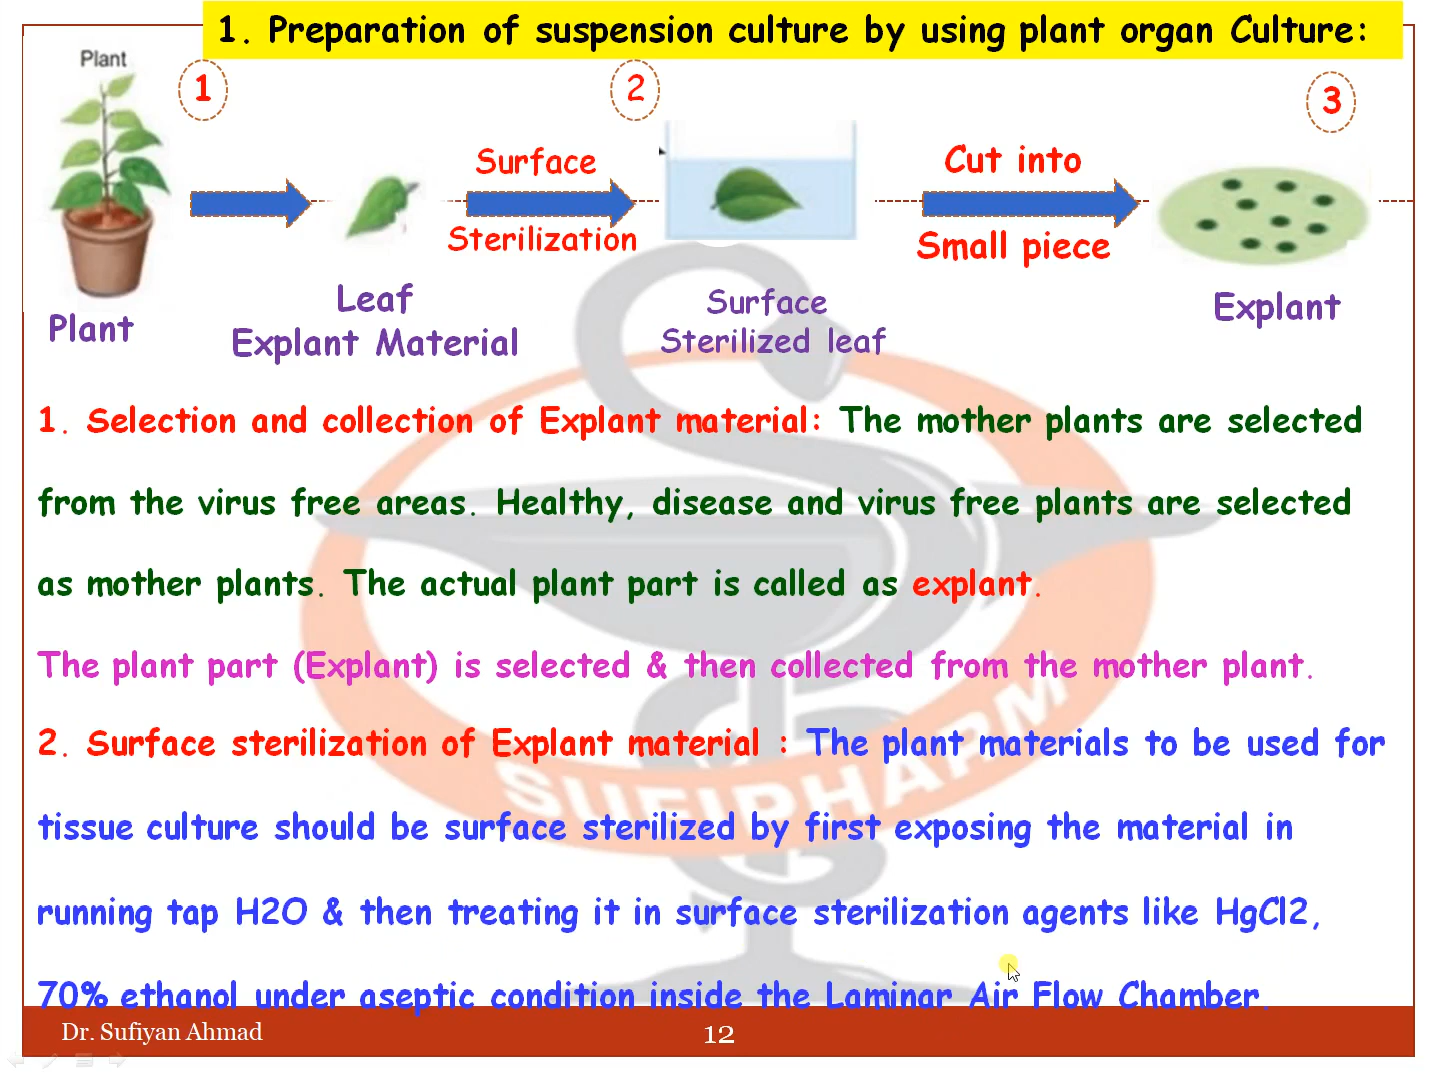 1. Preparation of suspension culture by using plant organ Culture:
Plant
1
2
3
Surface
Sterilization
Cut into
Small piece
Plant
Leaf
Explant Material
Surface
Sterilized leaf
Explant
1. Selection and collection of Explant material: The mother plants are selected
from the virus free areas. Healthy, disease and virus free plants are selected
as mother plants. The actual plant part is called as explant.
The plant part (Explant) is selected & then collected from the mother plant.
2. Surface sterilization of Explant material : The plant materials to be used for
tissue culture should be surface sterilized by first exposing the material in
running tap H2O & then treating it in surface sterilization agents like HgCl2,
70% ethanol under aseptic condition inside the Laminar Air Flow Chamber.
SUFIPHARM
Dr. Sufiyan Ahmad
12